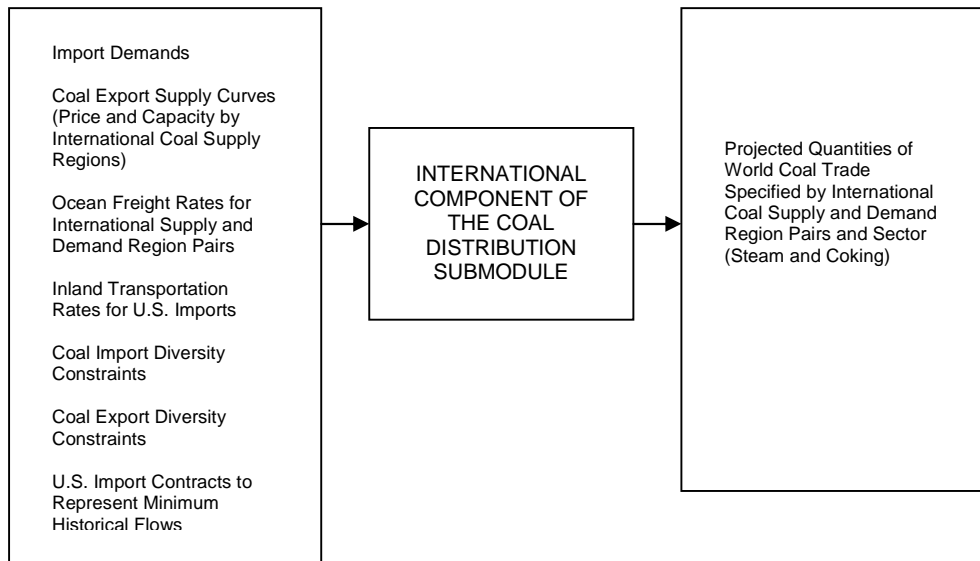 Import Demands
Coal Export Supply Curves
(Price and Capacity by
International Coal Supply
Regions)
Ocean Freight Rates for
International Supply and
Demand Region Pairs
Inland Transportation
Rates for U.S. Imports
Coal Import Diversity
Constraints
Coal Export Diversity
Constraints
U.S. Import Contracts to
Represent Minimum
Historical Flows
INTERNATIONAL
COMPONENT OF
THE COAL
DISTRIBUTION
SUBMODULE
Projected Quantities of
World Coal Trade
Specified by International
Coal Supply and Demand
Region Pairs and Sector
(Steam and Coking)